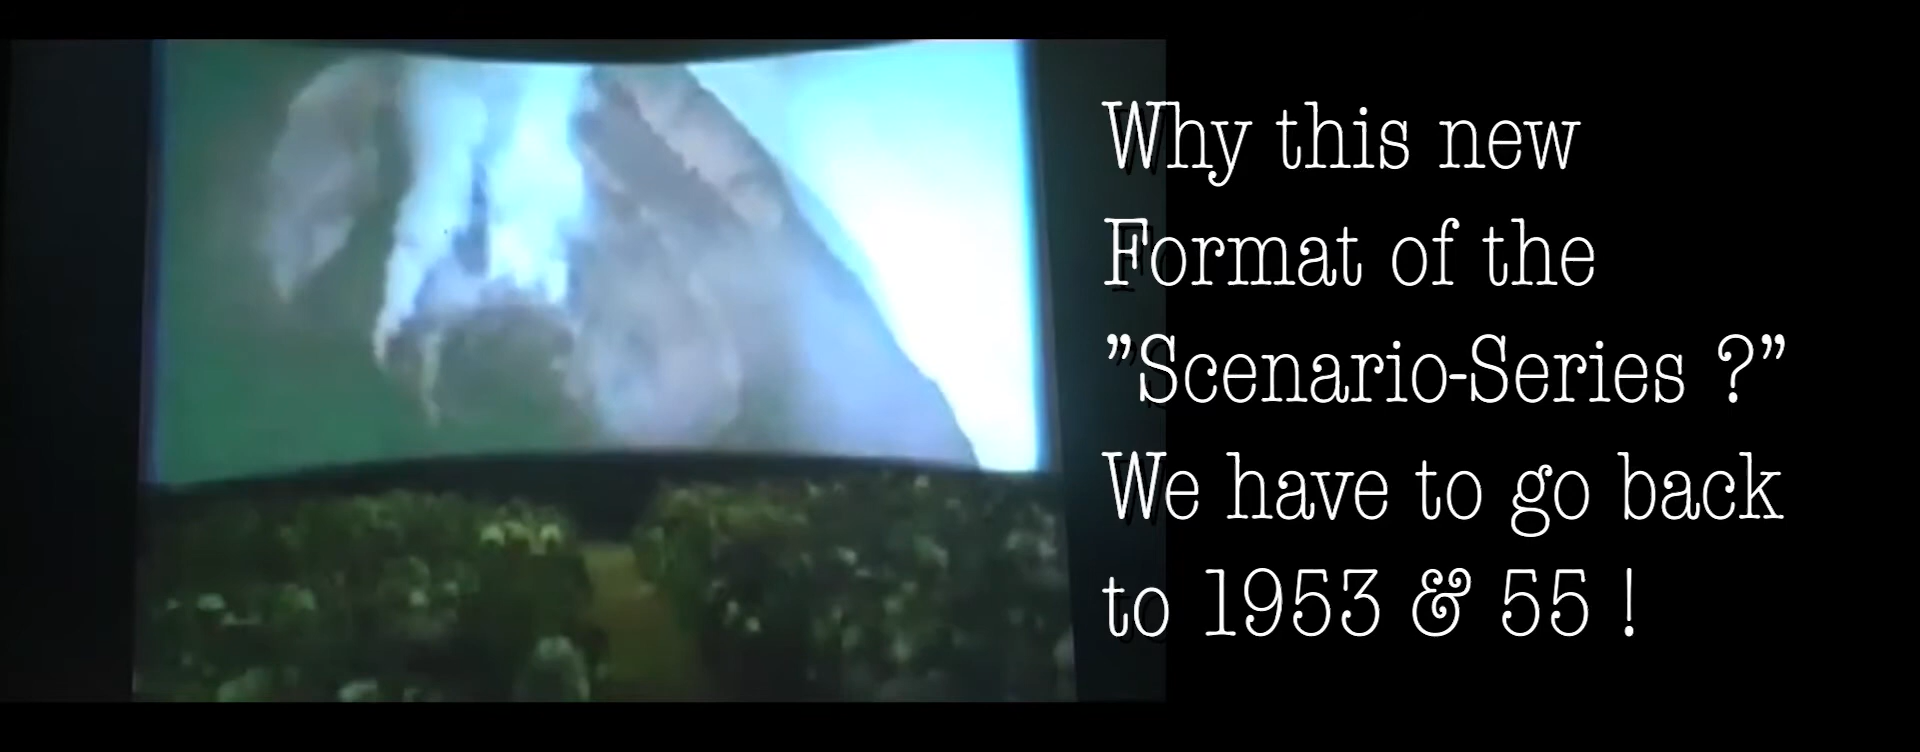 Why this new
Format of the
”Scenario-Series ?”
We have to go back
to 1953 & 55 !